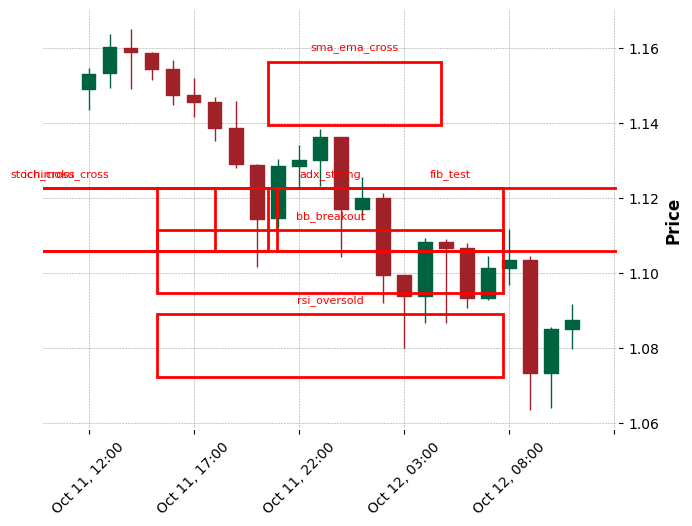 sma_ema_cross
1.16
1.14
adx_strong
fib_test
1.12
bb_breakout
Price
1.10
rsi_oversold
1.08
1.06
Oct 11, 12:00
Oct 11, 17:00
Oct 11, 22:00
Oct 12, 03:00
Oct 12, 08:00